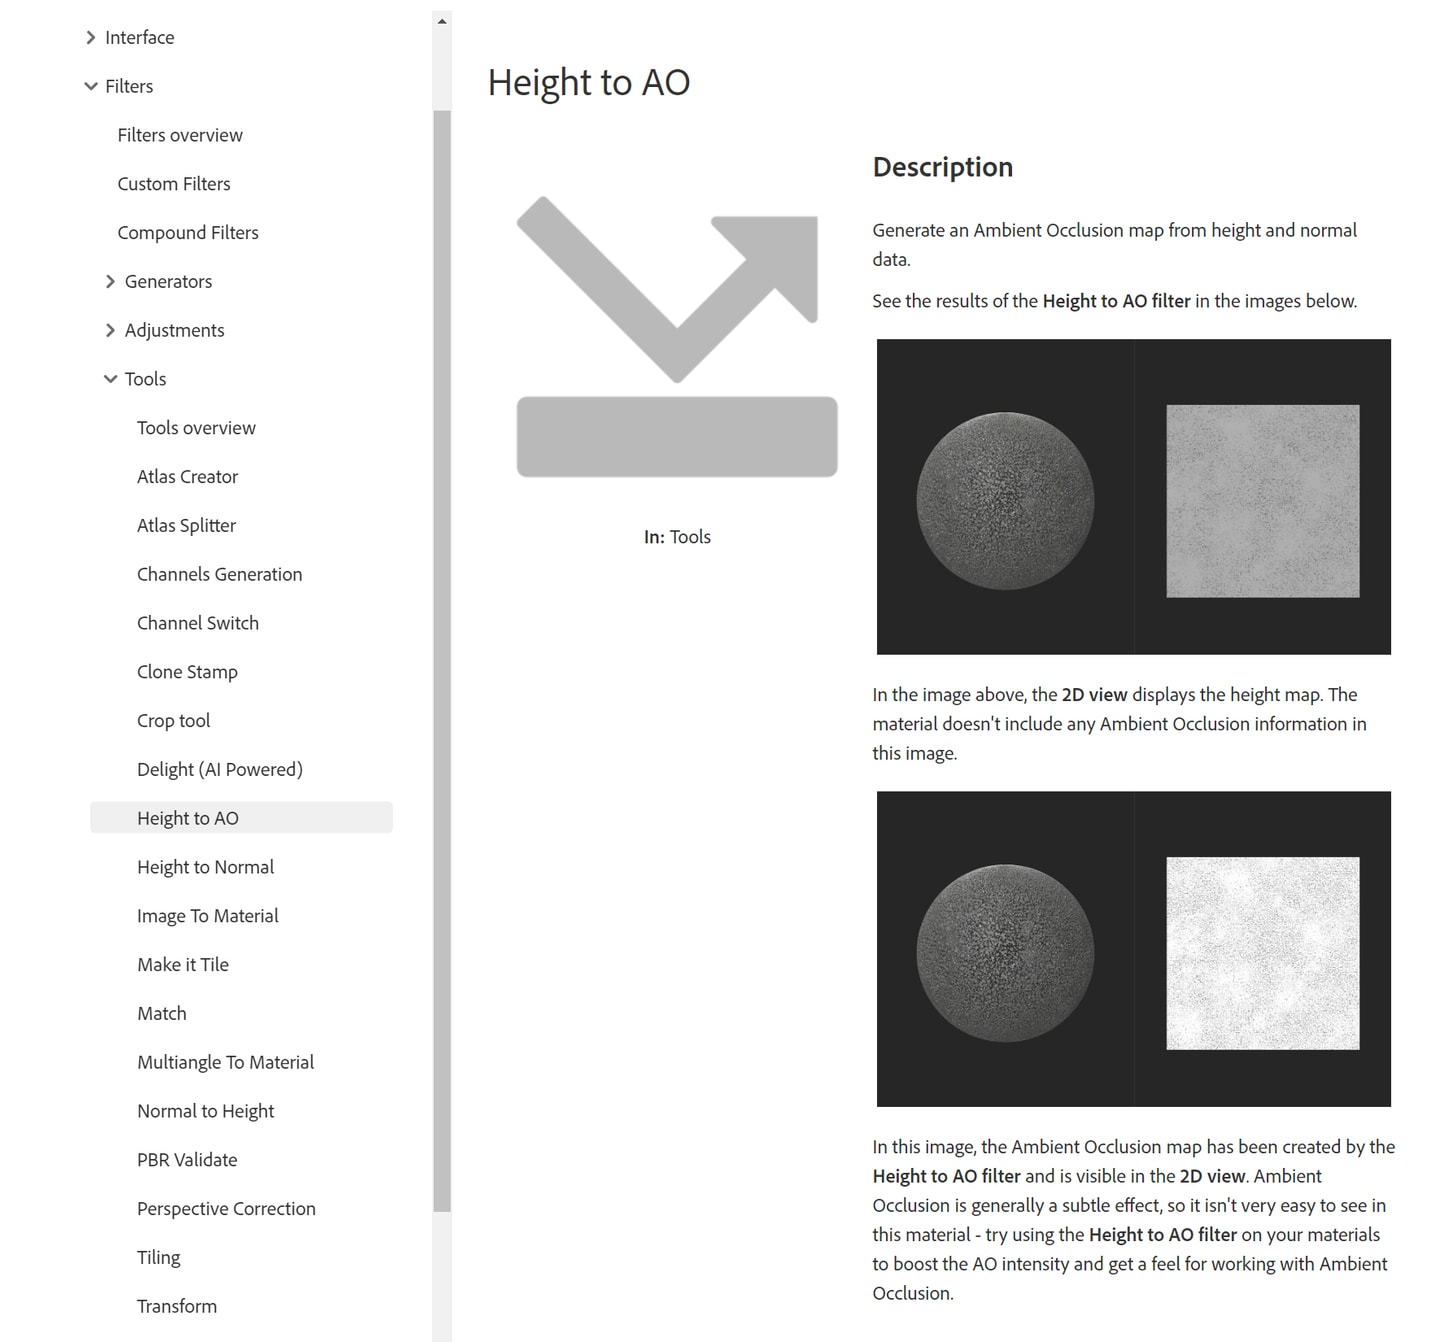 Interface
Filters
Filters overview
Custom Filters
Compound Filters
Generators
Adjustments
Tools
Tools overview
Atlas Creator
Atlas Splitter
Channels Generation
Channel Switch
Clone Stamp
Crop tool
Delight (AI Powered)
Height to AO
Height to Normal
Image To Material
Make it Tile
Match
Multiangle To Material
Normal to Height
PBR Validate
Perspective Correction
Tiling
Transform
Height to AO
In: Tools
Description
Generate an Ambient Occlusion map from height and normal
data.
See the results of the Height to AO filter in the images below.
In the image above, the 2D view displays the height map. The
material doesn't include any Ambient Occlusion information in
this image.
In this image, the Ambient Occlusion map has been created by the
Height to AO filter and is visible in the 2D view. Ambient
Occlusion is generally a subtle effect, so it isn't very easy to see in
this material - try using the Height to AO filter on your materials
to boost the AO intensity and get a feel for working with Ambient
Occlusion.